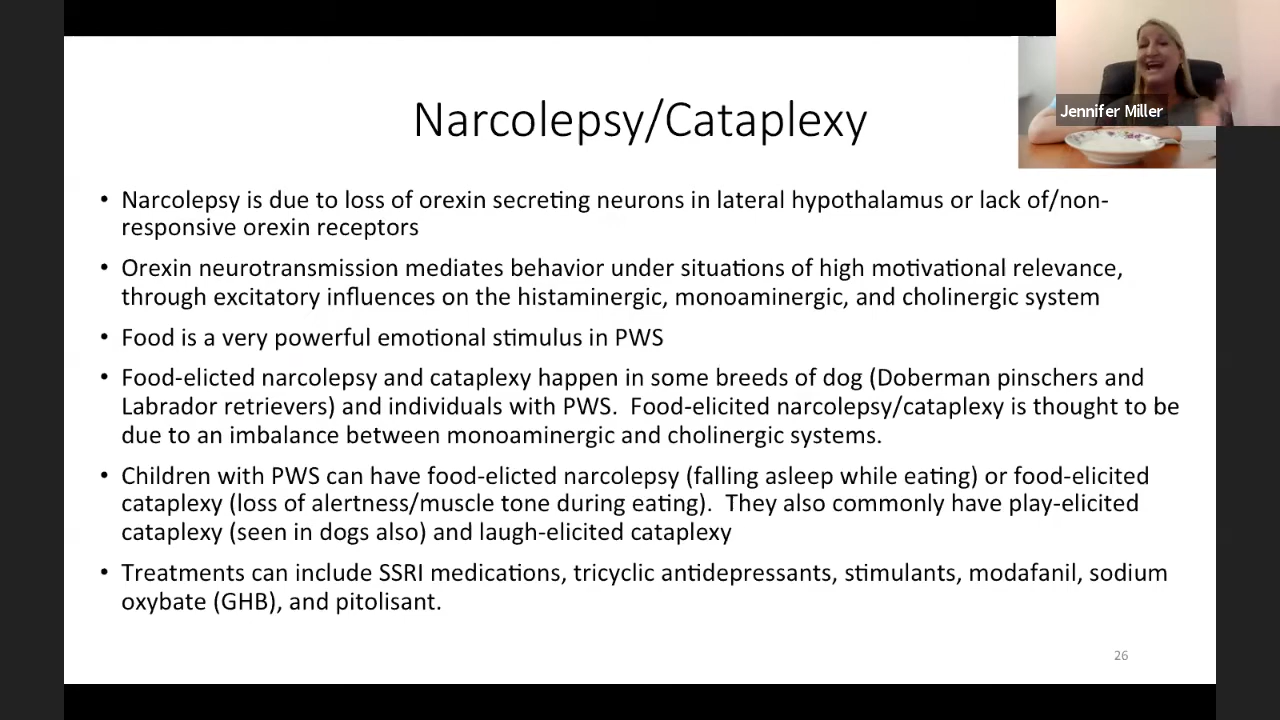 Jennifer Miller
Narcolepsy/Cataplexy
• Narcolepsy is due to loss of orexin secreting neurons in lateral hypothalamus or lack of/non-
responsive orexin receptors
• Orexin neurotransmission mediates behavior under situations of high motivational relevance,
through excitatory influences on the histaminergic, monoaminergic, and cholinergic system
• Food is a very powerful emotional stimulus in PWS
• Food-elicted narcolepsy and cataplexy happen in some breeds of dog (Doberman pinschers and
Labrador retrievers) and individuals with PWS.  Food-elicited narcolepsy/cataplexy is thought to be
due to an imbalance between monoaminergic and cholinergic systems.
• Children with PWS can have food-elicted narcolepsy (falling asleep while eating) or food-elicited
cataplexy (loss of alertness/muscle tone during eating).  They also commonly have play-elicited
cataplexy (seen in dogs also) and laugh-elicited cataplexy
• Treatments can include SSRI medications, tricyclic antidepressants, stimulants, modafanil, sodium
oxybate (GHB), and pitolisant.
26